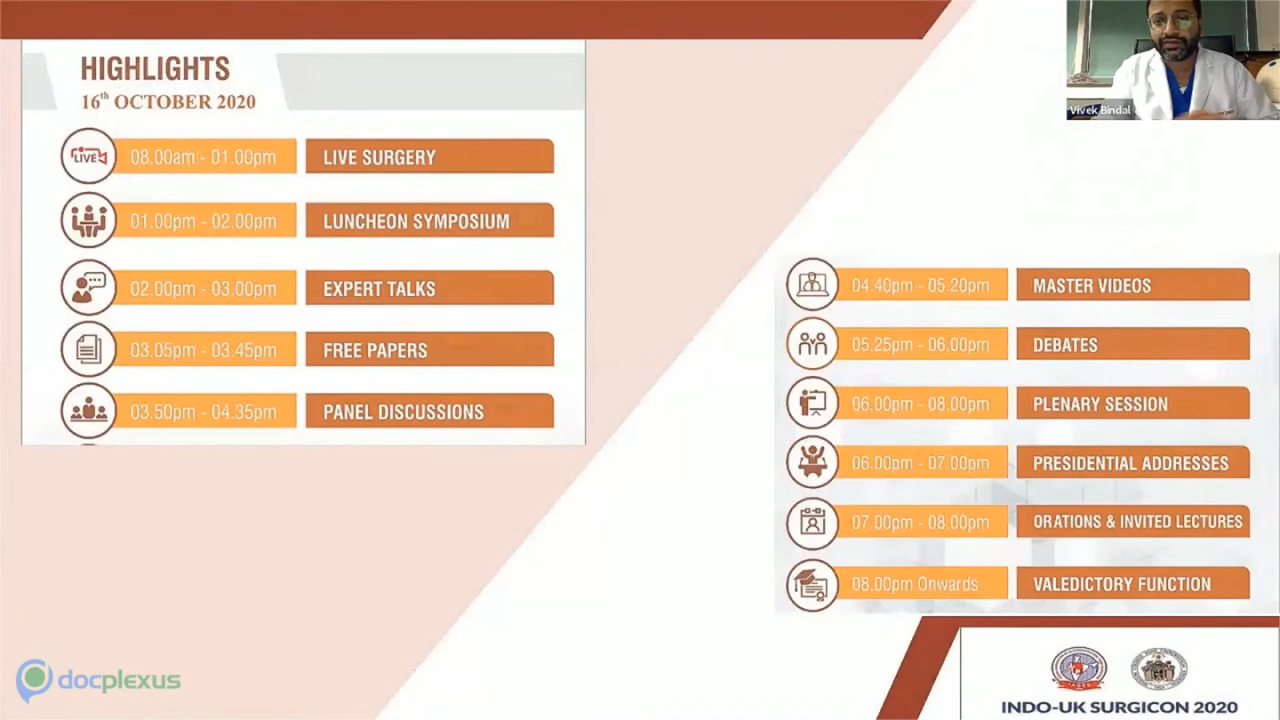 HIGHLIGHTS
16th OCTOBER 2020
LIVE
08.00am - 01.00pm LIVE SURGERY
01.00pm - 02.00pm LUNCHEON SYMPOSIUM
02.00pm - 03.00pm EXPERT TALKS
03.05pm - 03.45pm FREE PAPERS
03.50pm - 04.35pm PANEL DISCUSSIONS
Vivek Bindal
04.40pm - 05.20pm MASTER VIDEOS
05.25pm - 06.00pm DEBATES
06.00pm - 08.00pm PLENARY SESSION
06.00pm - 07.00pm PRESIDENTIAL ADDRESSES
07.00pm - 08.00pm ORATIONS & INVITED LECTURES
08.00pm Onwards VALEDICTORY FUNCTION
docplexus
INDO-UK SURGICON 2020